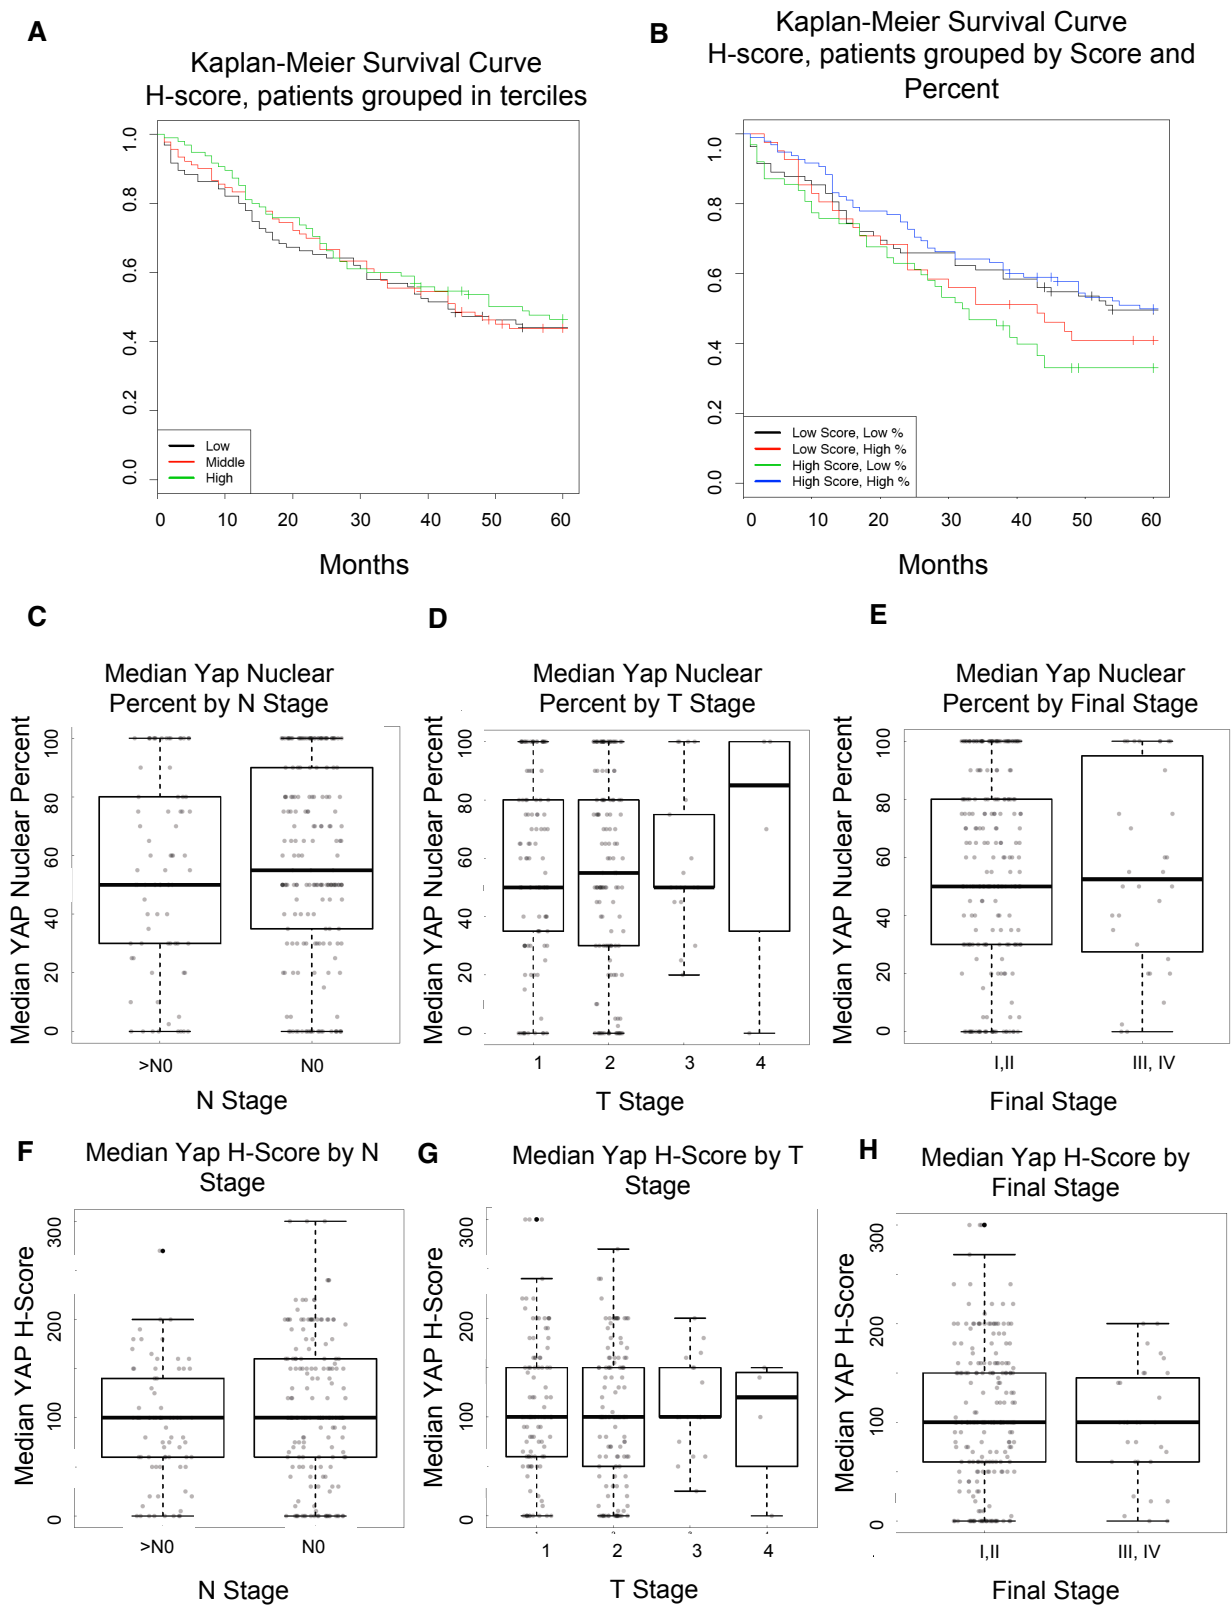 A
Kaplan-Meier Survival Curve
H-score, patients grouped in terciles
1.0
0.8
0.6
0.4
0.2
0.0
Low
Middle
High
0 10 20 30 40 50 60
Months
B
Kaplan-Meier Survival Curve
H-score, patients grouped by Score and
Percent
1.0
0.8
0.6
0.4
0.2
0.0
Low Score, Low %
Low Score, High %
High Score, Low %
High Score, High %
0 10 20 30 40 50 60
Months
C
Median Yap Nuclear
Percent by N Stage
Median YAP Nuclear Percent
100
80
60
40
20
0
>N0 N0
N Stage
D
Median Yap Nuclear
Percent by T Stage
Median YAP Nuclear Percent
100
80
60
40
20
0
1 2 3 4
T Stage
E
Median Yap Nuclear
Percent by Final Stage
Median YAP Nuclear Percent
100
80
60
40
20
0
I,II III, IV
Final Stage
F
Median Yap H-Score by N
Stage
Median YAP H-Score
300
200
100
0
>N0 N0
N Stage
G
Median Yap H-Score by T
Stage
Median YAP H-Score
300
200
100
0
1 2 3 4
T Stage
H
Median Yap H-Score by
Final Stage
Median YAP H-Score
300
200
100
0
I,II III, IV
Final Stage